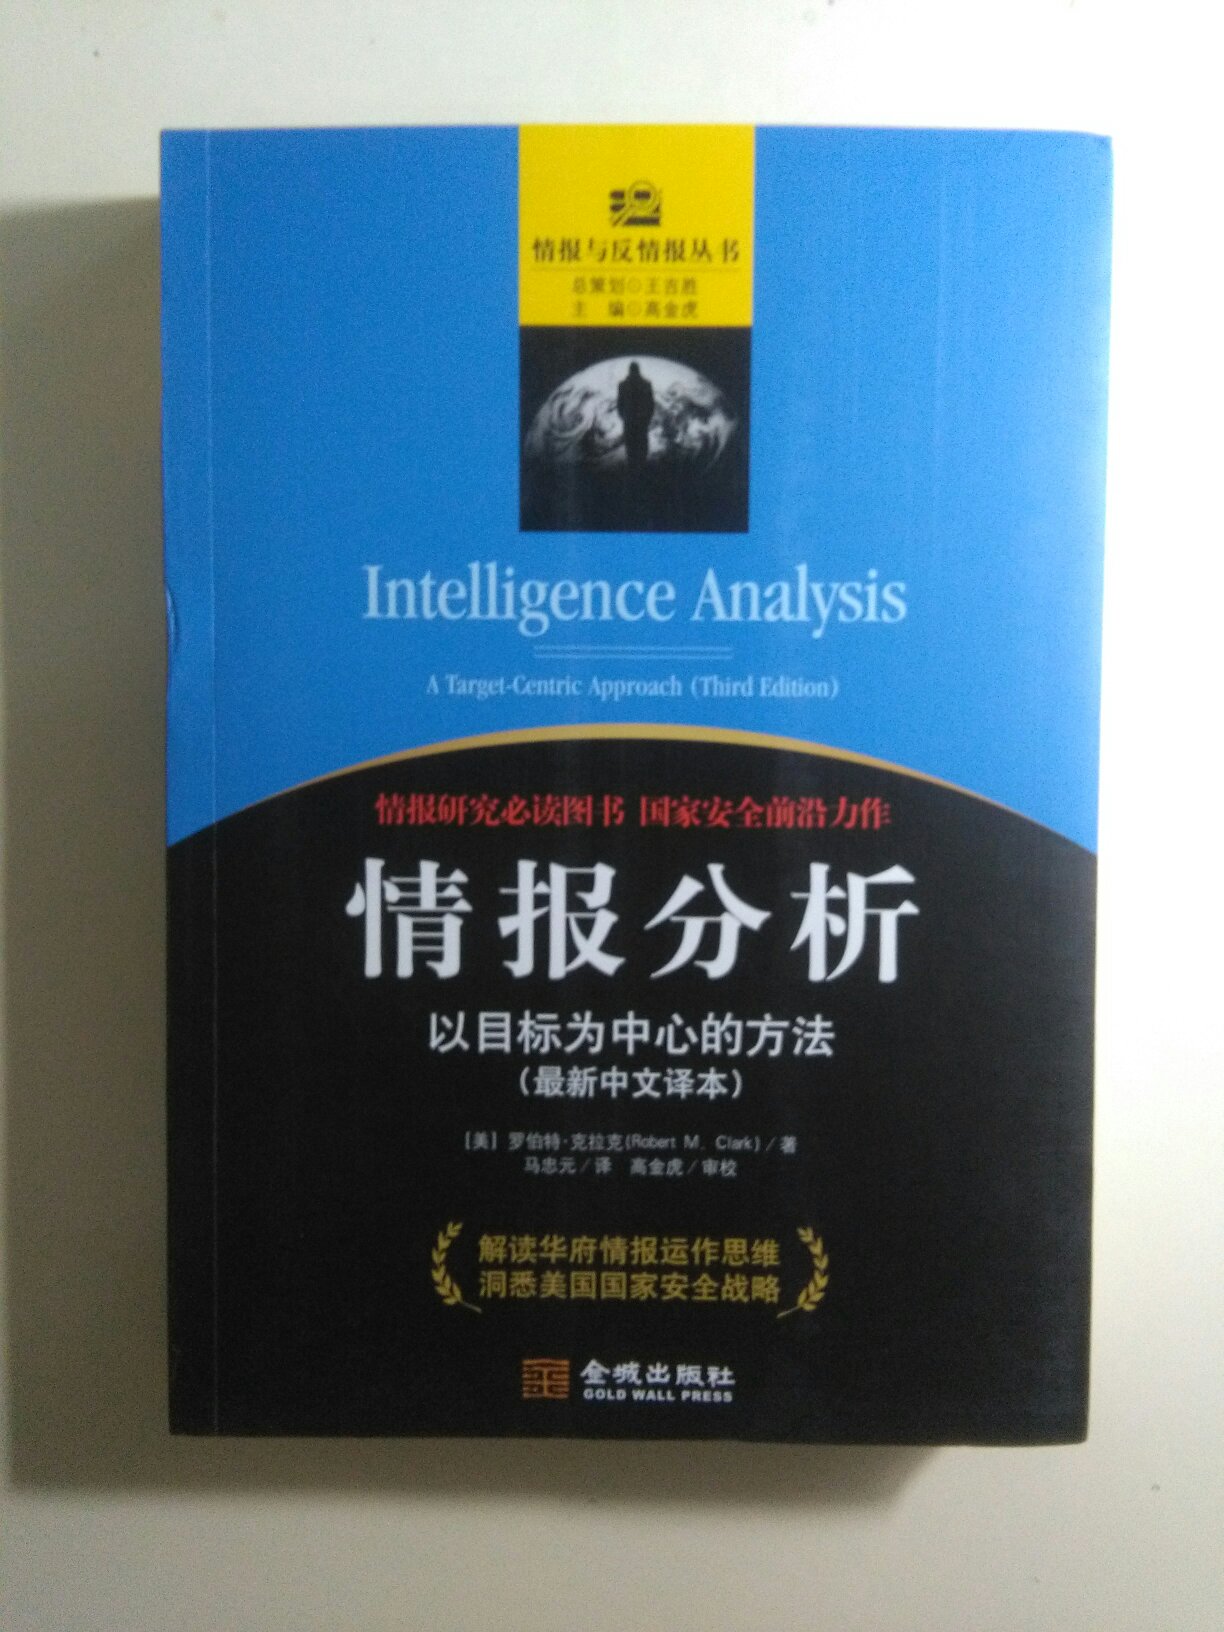 情报与反情报丛书
总策划◎王吉胜
主 编◎高金虎
Intelligence Analysis
A Target-Centric Approach (Third Edition)
情报研究必读图书 国家安全前沿力作
情报分析
以目标为中心的方法
(最新中文译本)
[美] 罗伯特·克拉克(Robert M. Clark)/著
马忠元/译 高金虎/审校
解读华府情报运作思维
洞悉美国国家安全战略
金城出版社
GOLD WALL PRESS